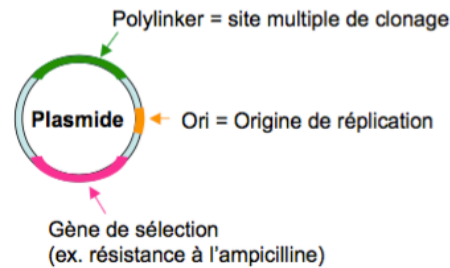 Polylinker = site multiple de clonage
Plasmide
Ori = Origine de réplication
Gène de sélection
(ex. résistance à l'ampicilline)